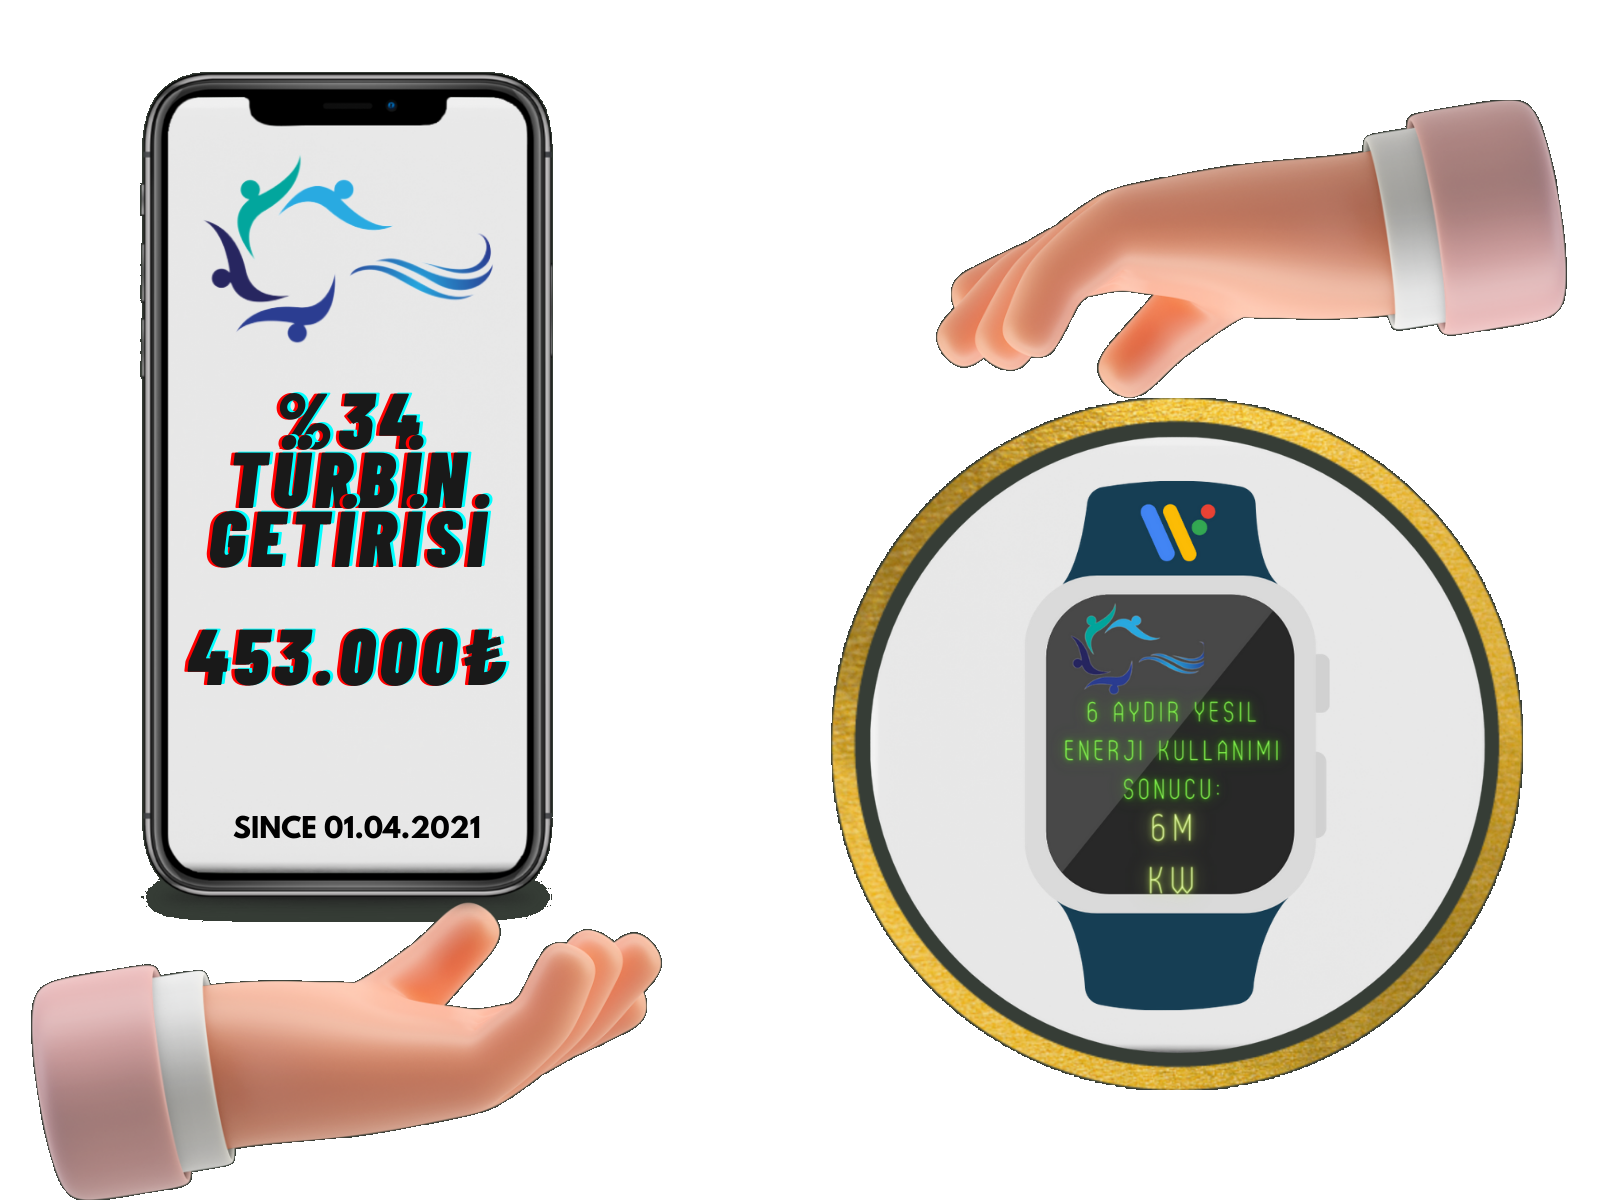 %34
TÜRBİN
GETİRİSİ
453.000₺
SINCE 01.04.2021
6 AYDIR YESIL
ENERJI KULLANIMI
SONUCU:
6M
KW